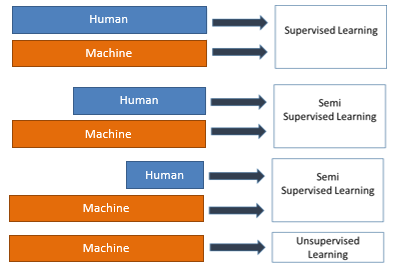 Human
Supervised Learning
Machine
Human
Semi
Supervised Learning
Machine
Human
Semi
Supervised Learning
Machine
Machine
Unsupervised
Learning